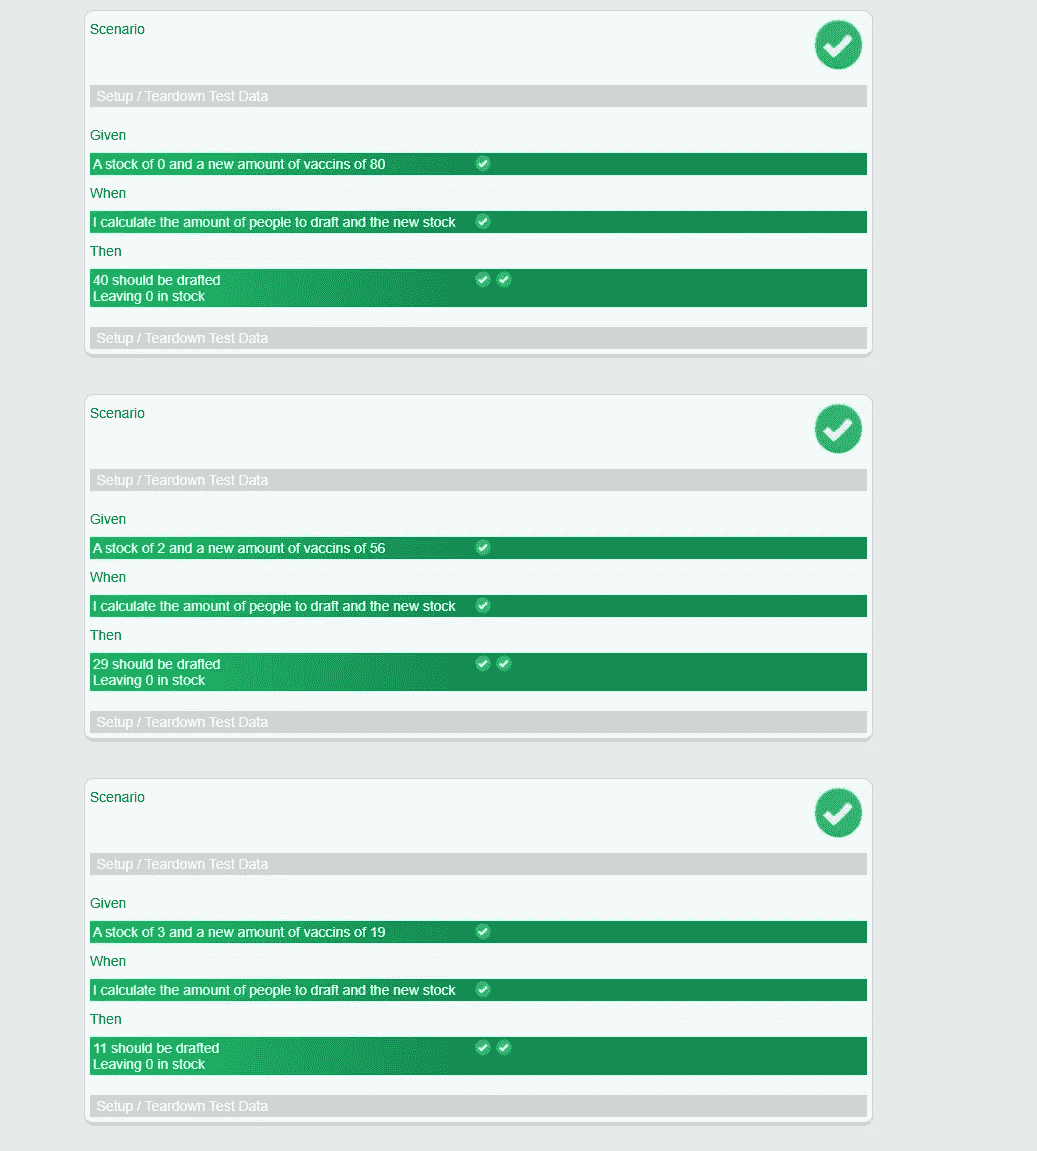 Scenario
Setup / Teardown Test Data
Given
A stock of 0 and a new amount of vaccins of 80
When
I calculate the amount of people to draft and the new stock
Then
40 should be drafted
Leaving 0 in stock
Setup / Teardown Test Data
Scenario
Setup / Teardown Test Data
Given
A stock of 2 and a new amount of vaccins of 56
When
I calculate the amount of people to draft and the new stock
Then
29 should be drafted
Leaving 0 in stock
Setup / Teardown Test Data
Scenario
Setup / Teardown Test Data
Given
A stock of 3 and a new amount of vaccins of 19
When
I calculate the amount of people to draft and the new stock
Then
11 should be drafted
Leaving 0 in stock
Setup / Teardown Test Data